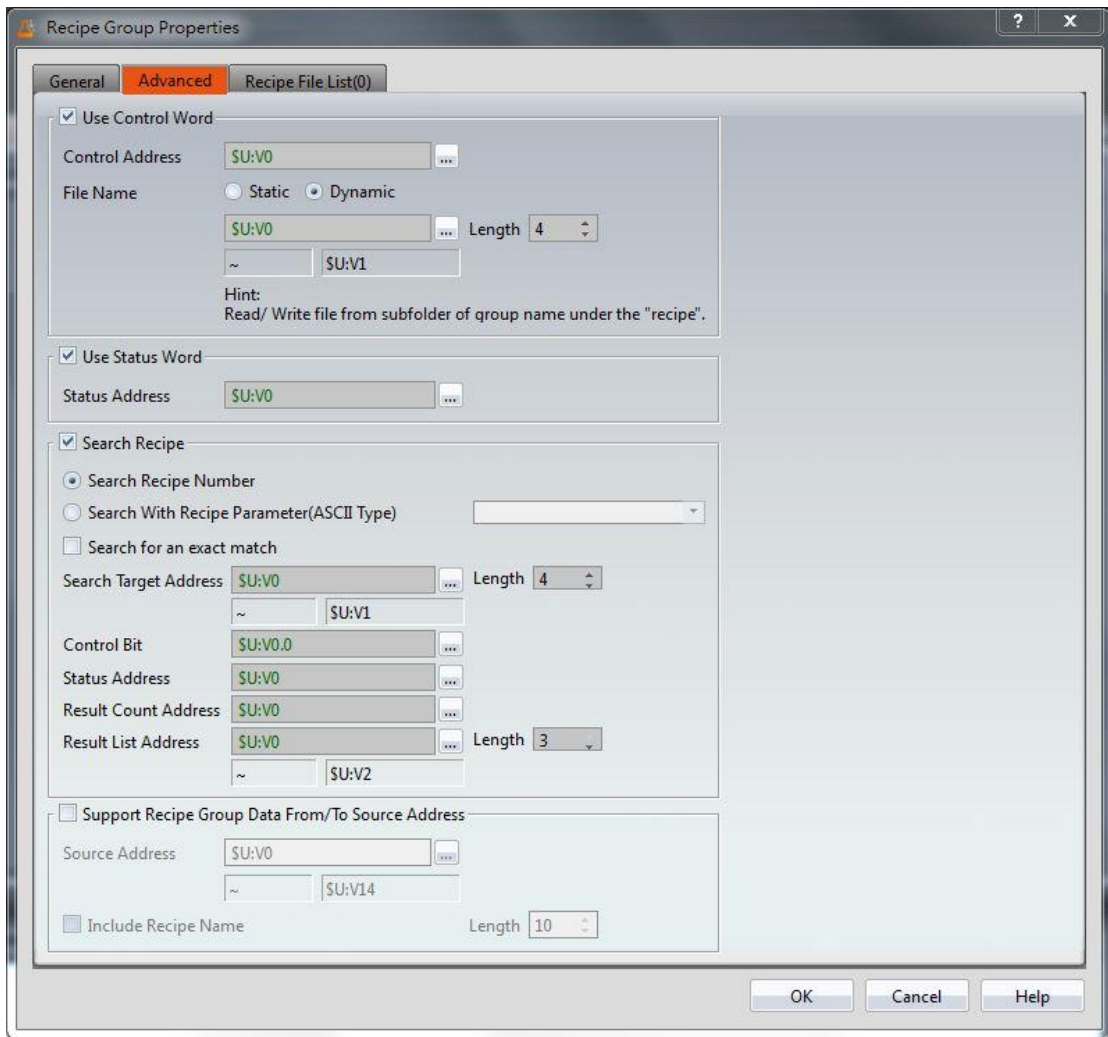 Recipe Group Properties ? x
General Advanced Recipe File List(0)
Use Control Word
Control Address $U:V0 ...
File Name Static Dynamic
$U:V0 ... Length 4
~ $U:V1
Hint:
Read/ Write file from subfolder of group name under the "recipe".
Use Status Word
Status Address $U:V0 ...
Search Recipe
Search Recipe Number
Search With Recipe Parameter(ASCII Type)
Search for an exact match
Search Target Address $U:V0 ... Length 4
~ $U:V1
Control Bit $U:V0.0 ...
Status Address $U:V0 ...
Result Count Address $U:V0 ...
Result List Address $U:V0 ... Length 3
~ $U:V2
Support Recipe Group Data From/To Source Address
Source Address $U:V0 ...
~ $U:V14
Include Recipe Name Length 10
OK Cancel Help